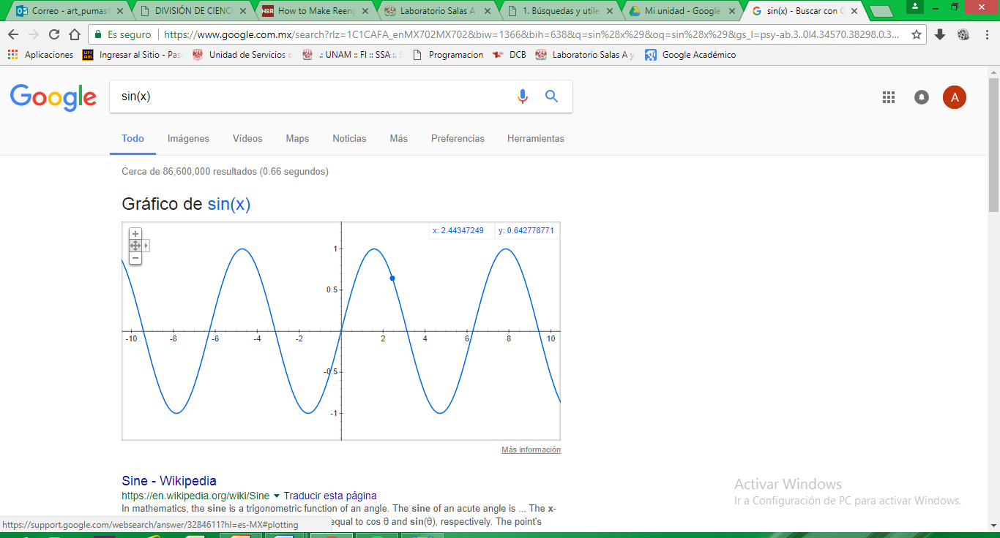 Correo - art_pumas
DIVISIÓN DE CIENCI
HBR How to Make Reeng
Laboratorio Salas A
1. Búsquedas y utile
Mi unidad - Google
sin(x) - Buscar con G
Es seguro
https://www.google.com.mx/search?rlz=1C1CAFA_enMX702MX702&biw=1366&bih=638&q=sin%28x%29&oq=sin%28x%29&gs_l=psy-ab.3..0l4.34570.38298.0.3...
Aplicaciones
Ingresar al Sitio - Pas
Unidad de Servicios c
.: UNAM :: FI :: SSA :. S
Programacion
DCB
Laboratorio Salas A y
Google Académico
Google
sin(x)
A
Todo Imágenes Vídeos Maps Noticias Más Preferencias Herramientas
Cerca de 86,600,000 resultados (0.66 segundos)
Gráfico de sin(x)
x: 2.44347249 y: 0.642778771
1
0.5
-10 -8 -6 -4 -2 2 4 6 8 10
-0.5
-1
Más información
Sine - Wikipedia
https://en.wikipedia.org/wiki/Sine Traducir esta página
In mathematics, the sine is a trigonometric function of an angle. The sine of an acute angle is ... The x-
equal to cos θ and sin(θ), respectively. The point's
https://support.google.com/websearch/answer/3284611?hl=es-MX#plotting
Activar Windows
Ir a Configuración de PC para activar Windows.